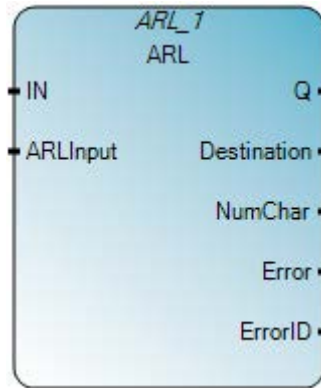 ARL_1
ARL
IN Q
ARLInput Destination
NumChar
Error
ErrorID